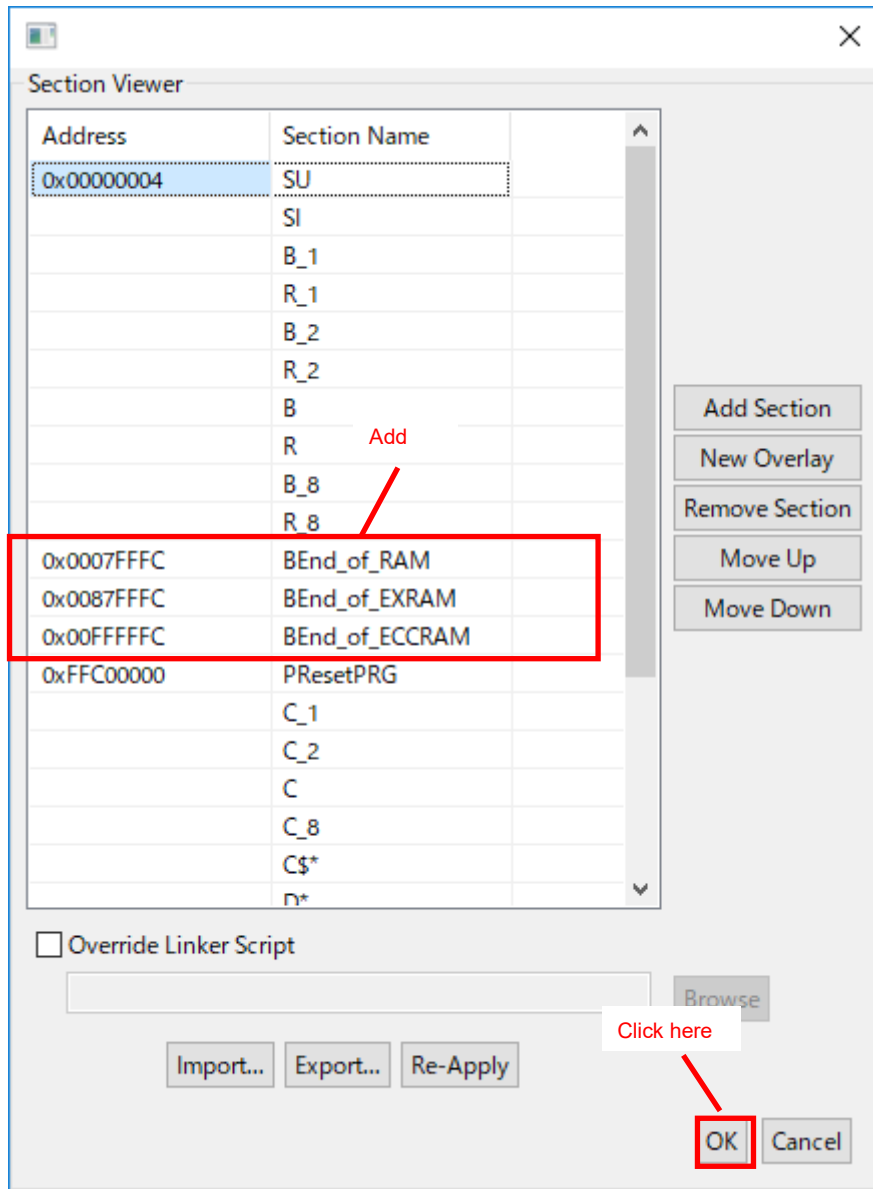 Section Viewer
Address Section Name
0x00000004 SU
SI
B_1
R_1
B_2
R_2
B
R
Add
B_8
R_8
0x0007FFFC BEnd_of_RAM
0x0087FFFC BEnd_of_EXRAM
0x00FFFFFC BEnd_of_ECCRAM
0xFFC00000 PResetPRG
C_1
C_2
C
C_8
C$*
D*
Add Section
New Overlay
Remove Section
Move Up
Move Down
Override Linker Script
Browse
Click here
Import... Export... Re-Apply
OK Cancel